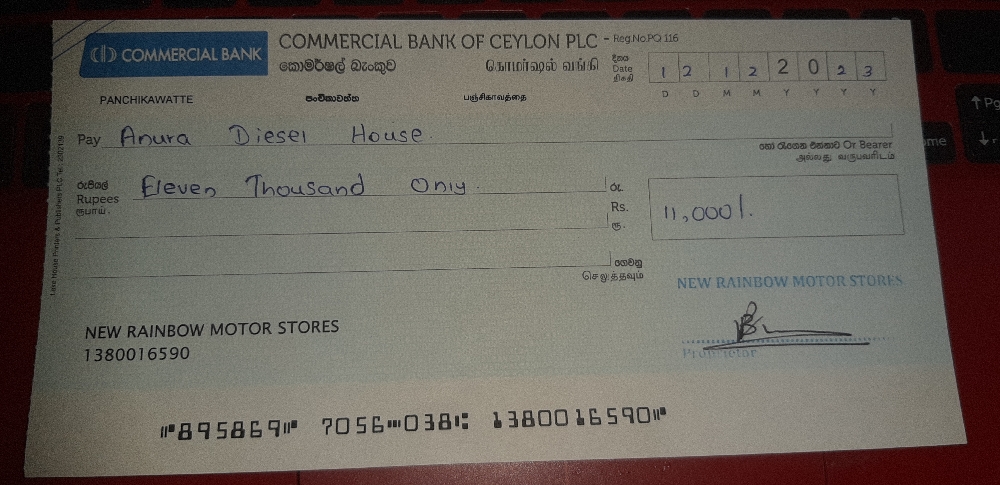 COMMERCIAL BANK
COMMERCIAL BANK OF CEYLON PLC - Reg.No.PQ 116
කොමර්ෂල් බැංකුව கொமர்ஷல் வங்கி
දිනය
Date
திகதி
1 2 1 2 2 0 2 3
D D M M Y Y Y Y
PANCHIKAWATTE පංචිකාවත්ත பஞ்சிகாவத்தை
Pay Anura Diesel House.
හෝ රැගෙන එන්නාට Or Bearer
அல்லது வருபவரிடம்
රුපියල්
Rupees
ரூபாய்
Eleven Thousand Only.
රු.
Rs.
ரூ.
11,000/.
ගෙවනු
செலுத்தவும்
NEW RAINBOW MOTOR STORES
Proprietor
NEW RAINBOW MOTOR STORES
1380016590
⑈895869⑈ 7056⑉038⑆ 1380016590⑈
Pgs
me